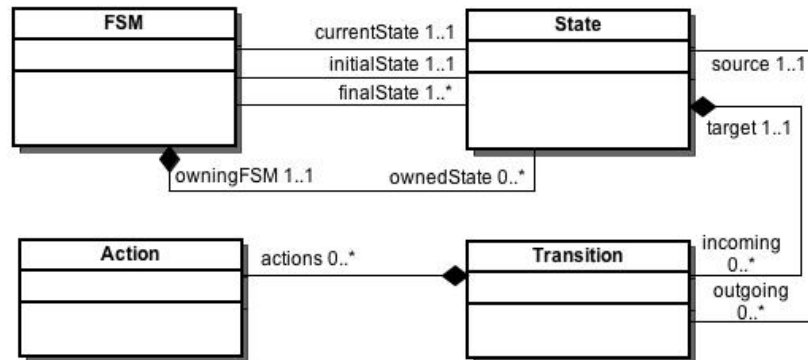 FSM
State
currentState 1..1
initialState 1..1
finalState 1..*
source 1..1
target 1..1
owningFSM 1..1
ownedState 0..*
Action
actions 0..*
Transition
incoming
0..*
outgoing
0..*